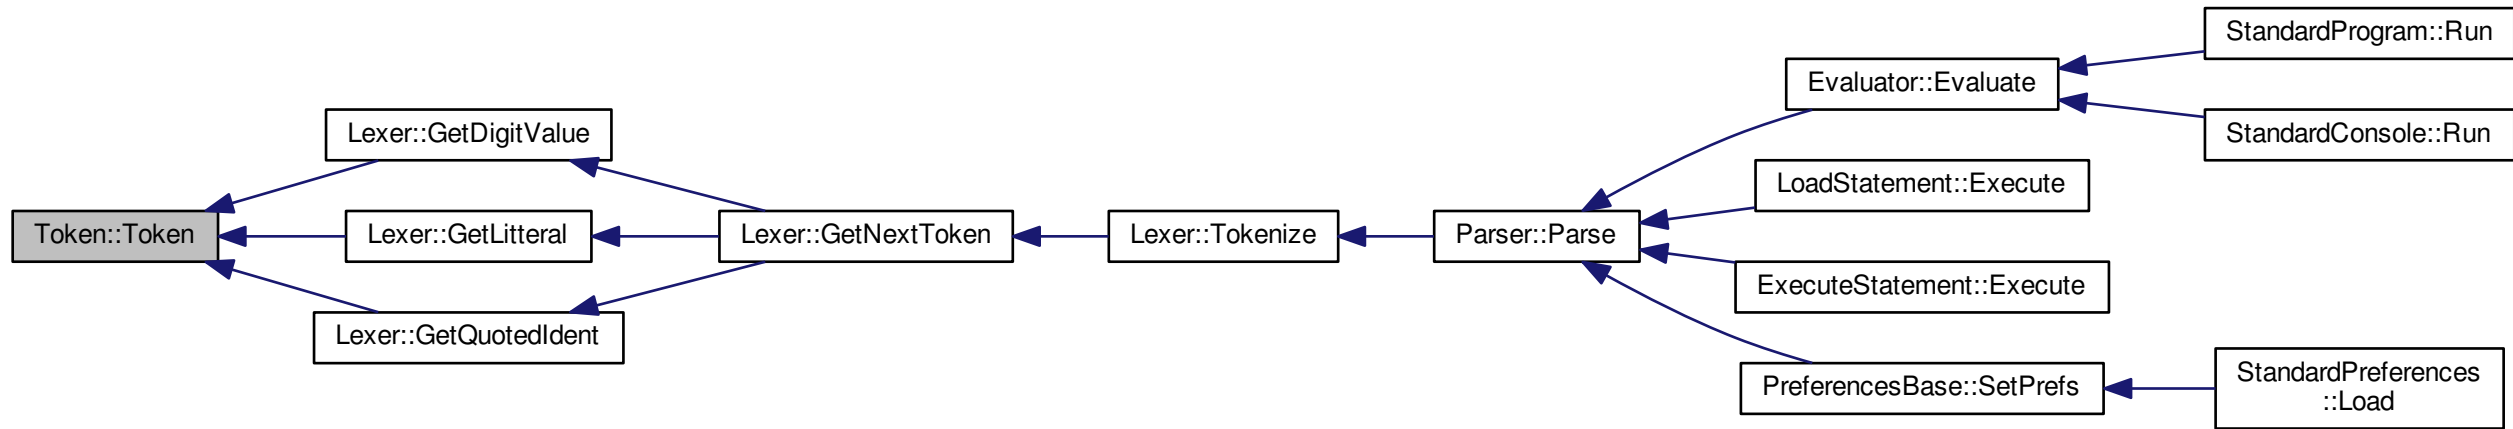 Token::Token
Lexer::GetDigitValue
Lexer::GetLitteral
Lexer::GetQuotedIdent
Lexer::GetNextToken
Lexer::Tokenize
Parser::Parse
Evaluator::Evaluate
LoadStatement::Execute
ExecuteStatement::Execute
PreferencesBase::SetPrefs
StandardProgram::Run
StandardConsole::Run
StandardPreferences
::Load